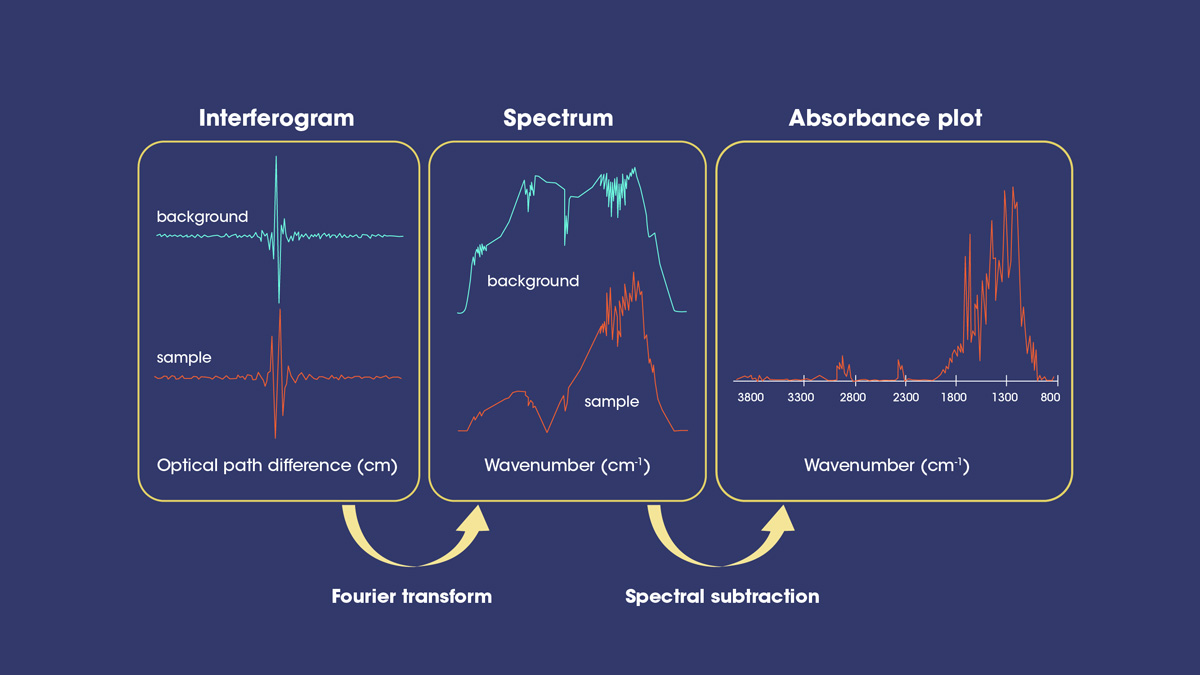 Interferogram
Spectrum
Absorbance plot
background
sample
Optical path difference (cm)
background
sample
Wavenumber (cm⁻¹)
3800 3300 2800 2300 1800 1300 800
Wavenumber (cm⁻¹)
Fourier transform
Spectral subtraction